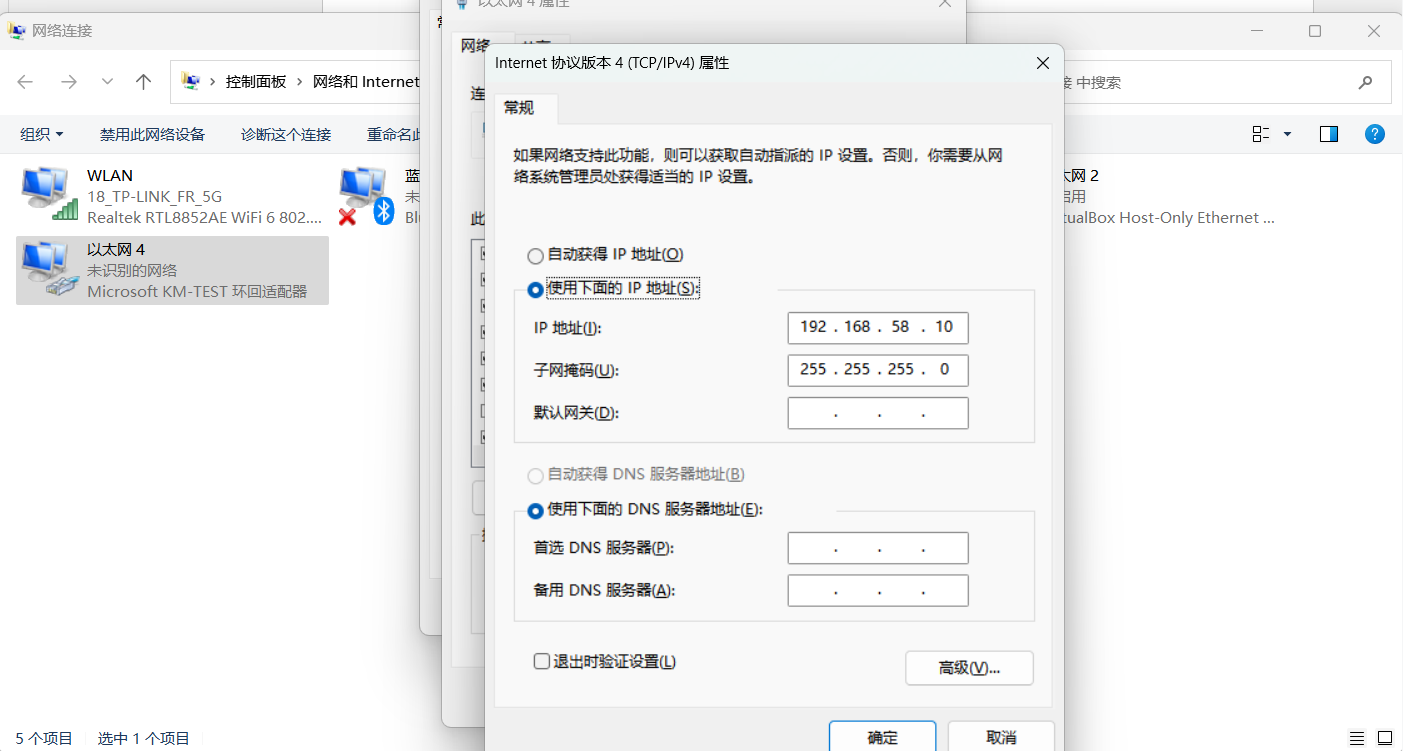 以太网 4 属性
网络连接
网络
Internet 协议版本 4 (TCP/IPv4) 属性
控制面板 › 网络和 Internet
接 中搜索
连
常规
组织
禁用此网络设备
诊断这个连接
重命名此
如果网络支持此功能，则可以获取自动指派的 IP 设置。否则，你需要从网
络系统管理员处获得适当的 IP 设置。
WLAN
18_TP-LINK_FR_5G
Realtek RTL8852AE WiFi 6 802....
蓝
未
Blu
此
太网 2
启用
tualBox Host-Only Ethernet ...
以太网 4
未识别的网络
Microsoft KM-TEST 环回适配器
自动获得 IP 地址(O)
使用下面的 IP 地址(S):
IP 地址(I): 192 . 168 . 58 . 10
子网掩码(U): 255 . 255 . 255 . 0
默认网关(D): . . .
自动获得 DNS 服务器地址(B)
使用下面的 DNS 服务器地址(E):
首选 DNS 服务器(P): . . .
备用 DNS 服务器(A): . . .
退出时验证设置(L)
高级(V)...
确定
取消
5 个项目
选中 1 个项目